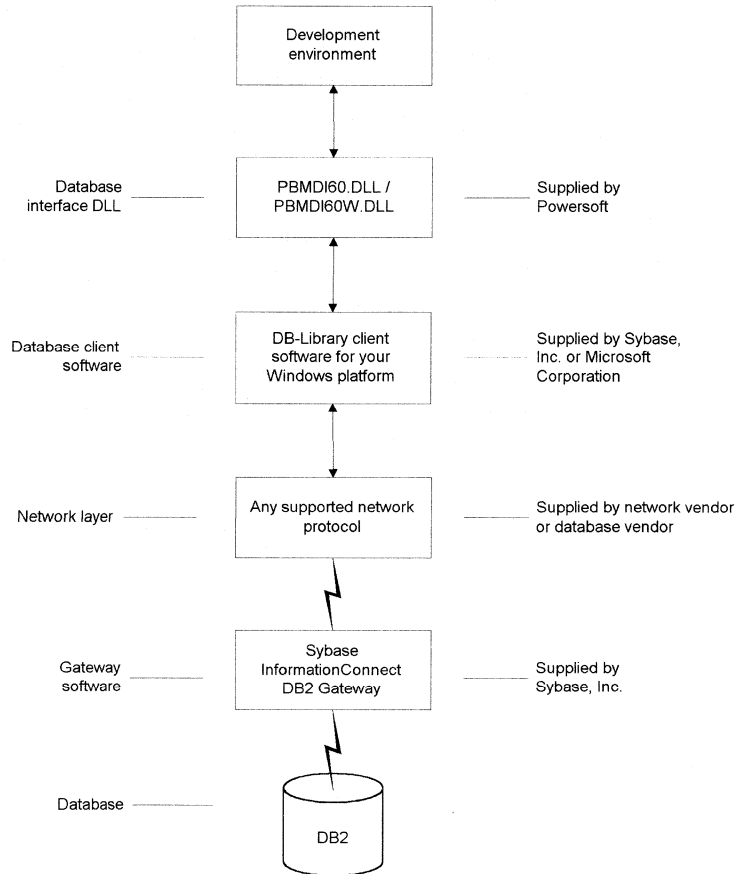 Development
environment
Database
interface DLL
PBMDI60.DLL /
PBMDI60W.DLL
Supplied by
Powersoft
Database client
software
DB-Library client
software for your
Windows platform
Supplied by Sybase,
Inc. or Microsoft
Corporation
Network layer
Any supported network
protocol
Supplied by network vendor
or database vendor
Gateway
software
Sybase
InformationConnect
DB2 Gateway
Supplied by
Sybase, Inc.
Database
DB2